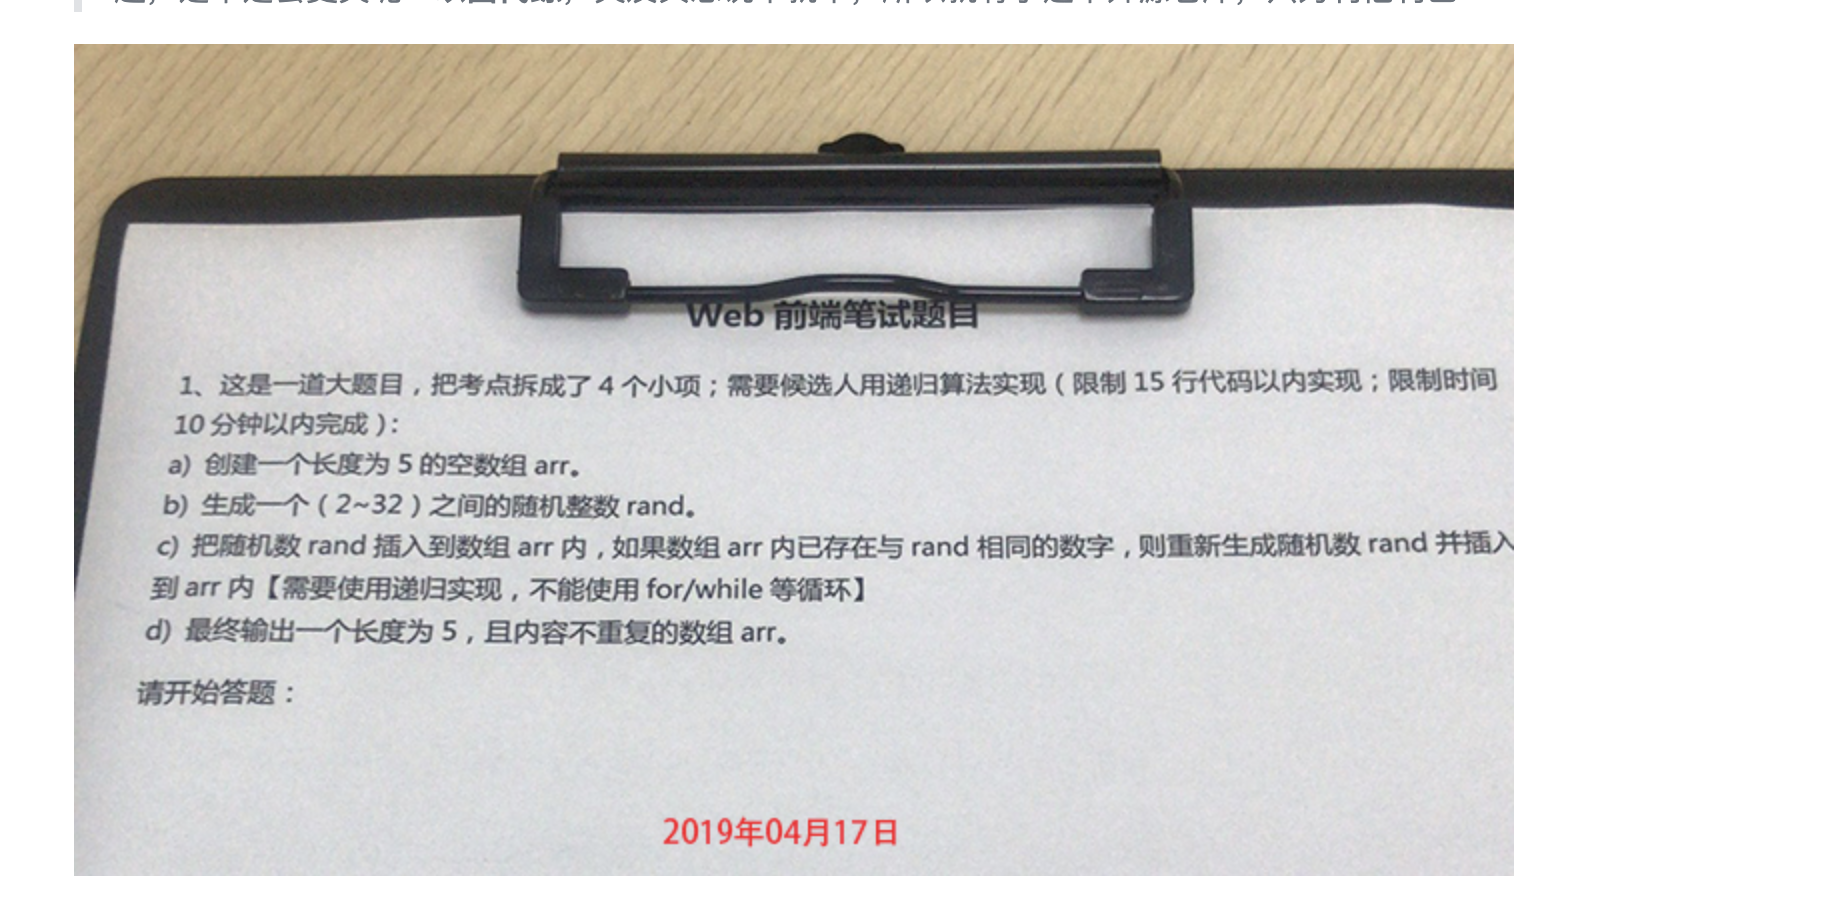 Web 前端笔试题目
1、这是一道大题目，把考点拆成了 4 个小项；需要候选人用递归算法实现（限制 15 行代码以内实现；限制时间
10 分钟以内完成）：
a) 创建一个长度为 5 的空数组 arr。
b) 生成一个（2~32）之间的随机整数 rand。
c) 把随机数 rand 插入到数组 arr 内，如果数组 arr 内已存在与 rand 相同的数字，则重新生成随机数 rand 并插入
到 arr 内【需要使用递归实现，不能使用 for/while 等循环】
d) 最终输出一个长度为 5，且内容不重复的数组 arr。
请开始答题：
2019年04月17日